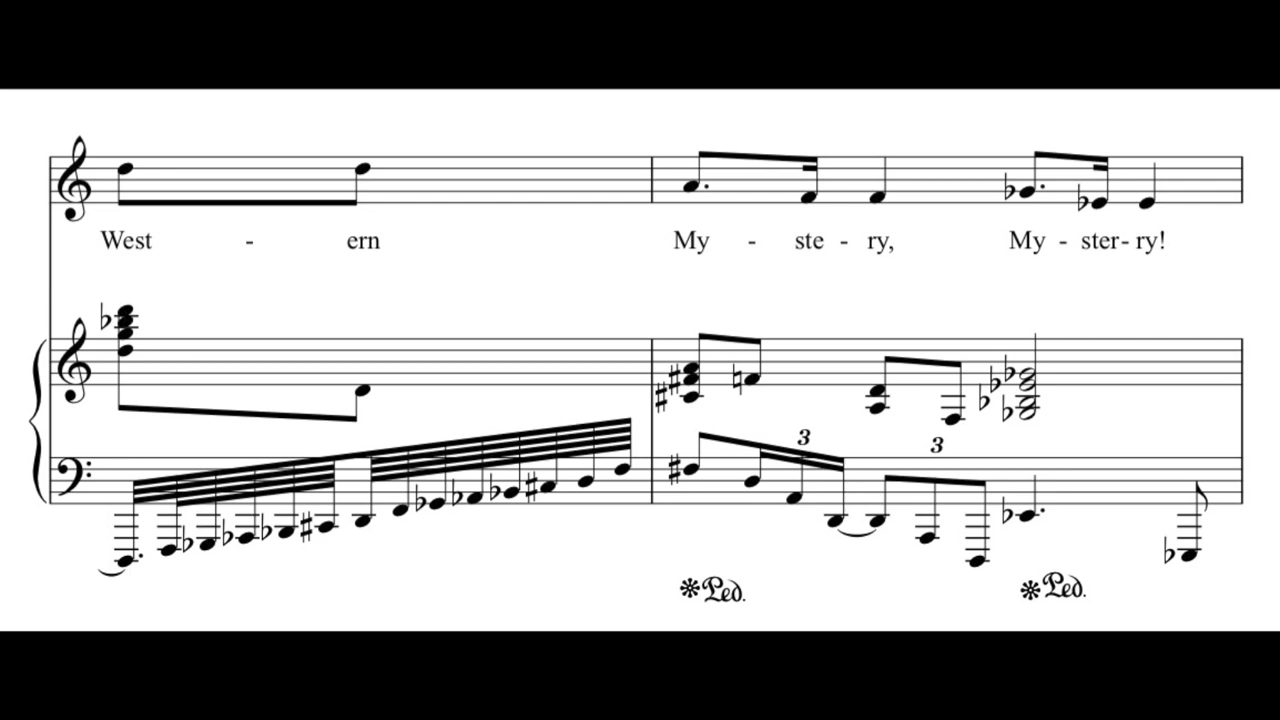 West - ern My - ste - ry, My - ster - ry!
3 3
Ped. Ped.